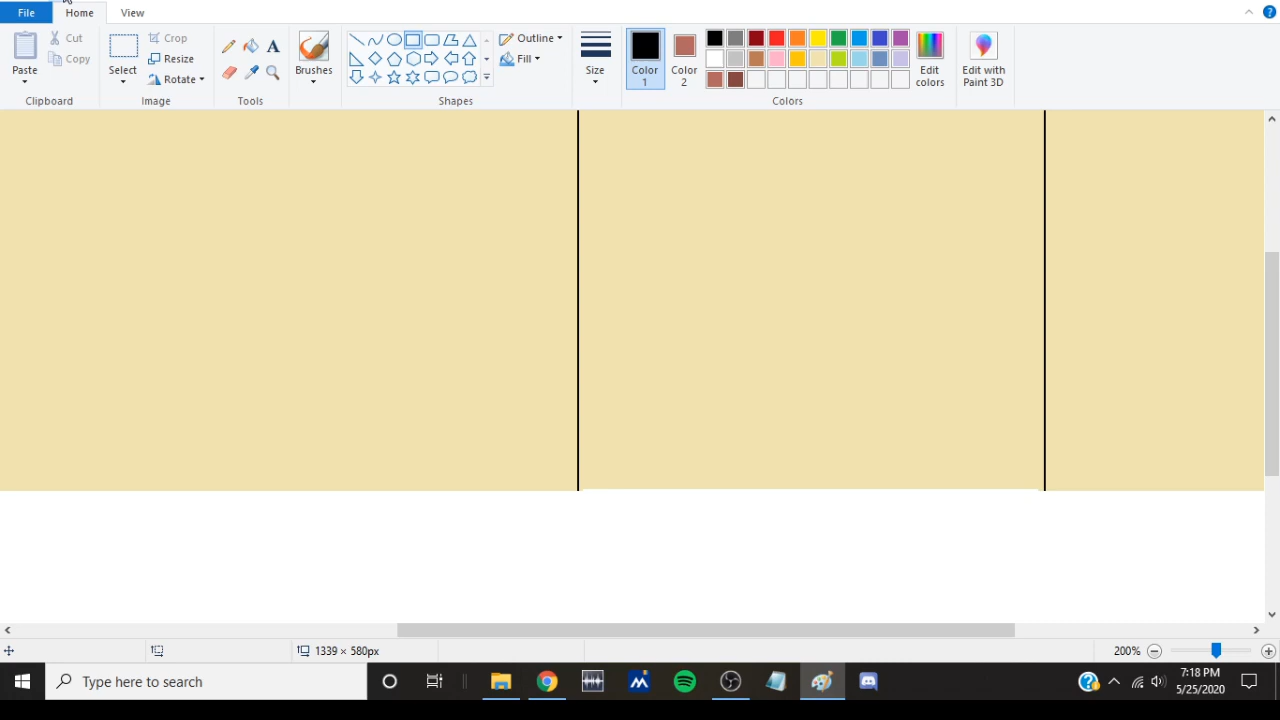 File Home View
Cut
Copy
Paste
Clipboard
Crop
Resize
Rotate
Select
Image
A
Tools
Brushes
Outline
Fill
Shapes
Size
Color 1
Color 2
Colors
Edit colors
Edit with Paint 3D
1339 × 580px
200%
Type here to search
7:18 PM
5/25/2020